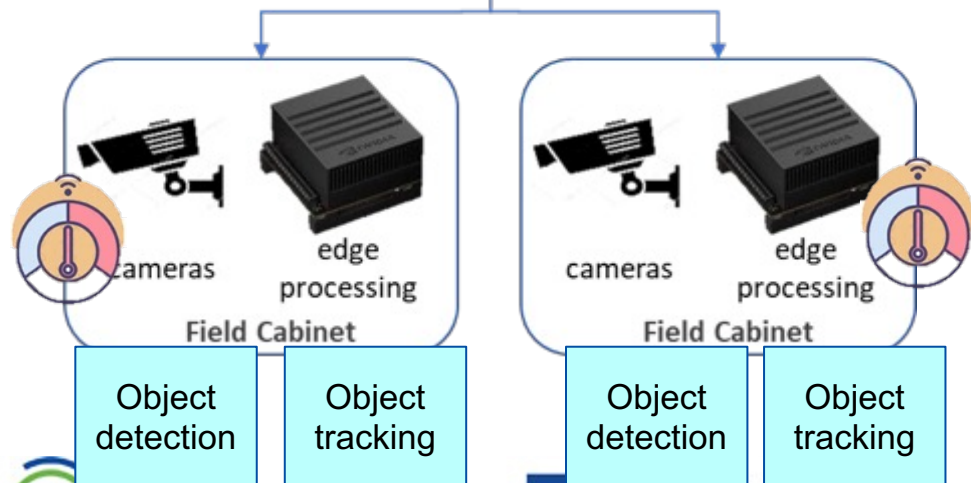 cameras
edge
processing
Field Cabinet
Object
detection
Object
tracking
cameras
edge
processing
Field Cabinet
Object
detection
Object
tracking